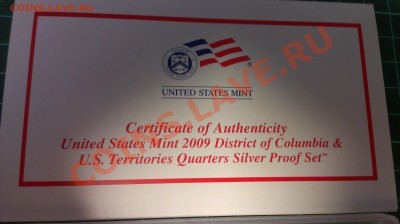 COINS.LAVE.RU
UNITED STATES MINT
Certificate of Authenticity
United States Mint 2009 District of Columbia &
U.S. Territories Quarters Silver Proof Set™
COINS.LAVE.RU